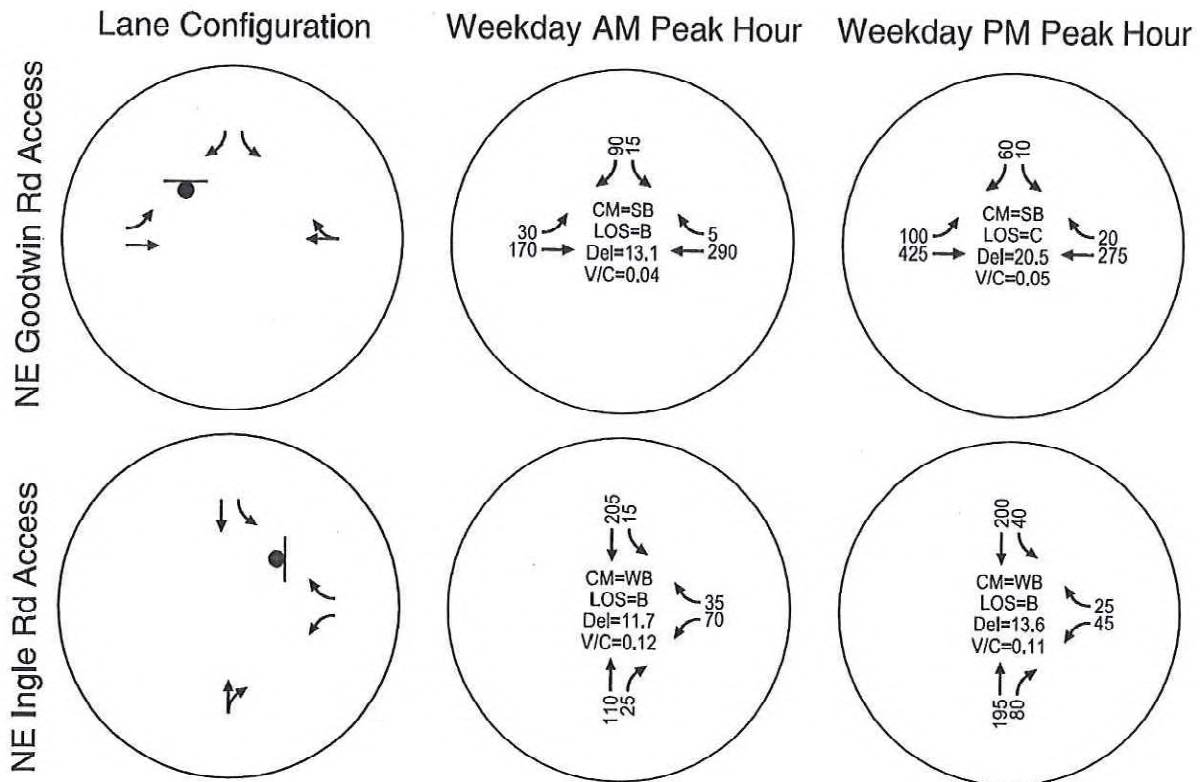 Lane Configuration
Weekday AM Peak Hour
Weekday PM Peak Hour
NE Goodwin Rd Access
90
15
CM=SB
LOS=B
Del=13.1
V/C=0.04
30
170
5
290
60
10
CM=SB
LOS=C
Del=20.5
V/C=0.05
100
425
20
275
NE Ingle Rd Access
205
15
CM=WB
LOS=B
Del=11.7
V/C=0.12
35
70
110
25
200
40
CM=WB
LOS=B
Del=13.6
V/C=0.11
25
45
195
80